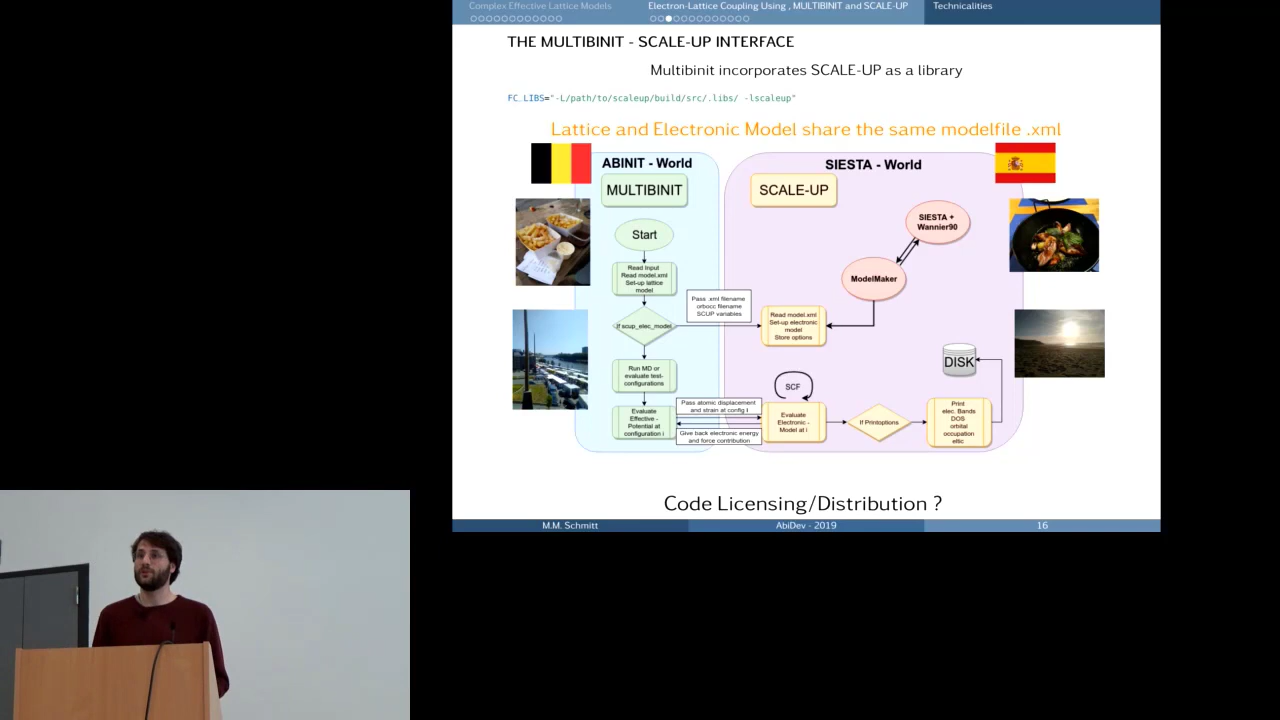 Complex Effective Lattice Models
Electron-Lattice Coupling Using , MULTIBINIT and SCALE-UP
Technicalities
THE MULTIBINIT - SCALE-UP INTERFACE
Multibinit incorporates SCALE-UP as a library
FC_LIBS="-L/path/to/scaleup/build/src/.libs/ -lscaleup"
Lattice and Electronic Model share the same modelfile .xml
ABINIT - World
MULTIBINIT
Start
Read Input
Read model.xml
Set-up lattice
model
If scup_elec_model
Run MD or
evaluate test-
configurations
Evaluate
Effective -
Potential at
configuration i
Pass .xml filename
orbocc filename
SCUP variables
Pass atomic displacement
and strain at config I
Give back electronic energy
and force contribution
SIESTA - World
SCALE-UP
SIESTA +
Wannier90
ModelMaker
Read model.xml
Set-up electronic
model
Store options
DISK
SCF
Evaluate
Electronic -
Model at i
If Printoptions
Print
elec. Bands
DOS
orbital
occupation
eltic
Code Licensing/Distribution ?
M.M. Schmitt
AbiDev - 2019
16